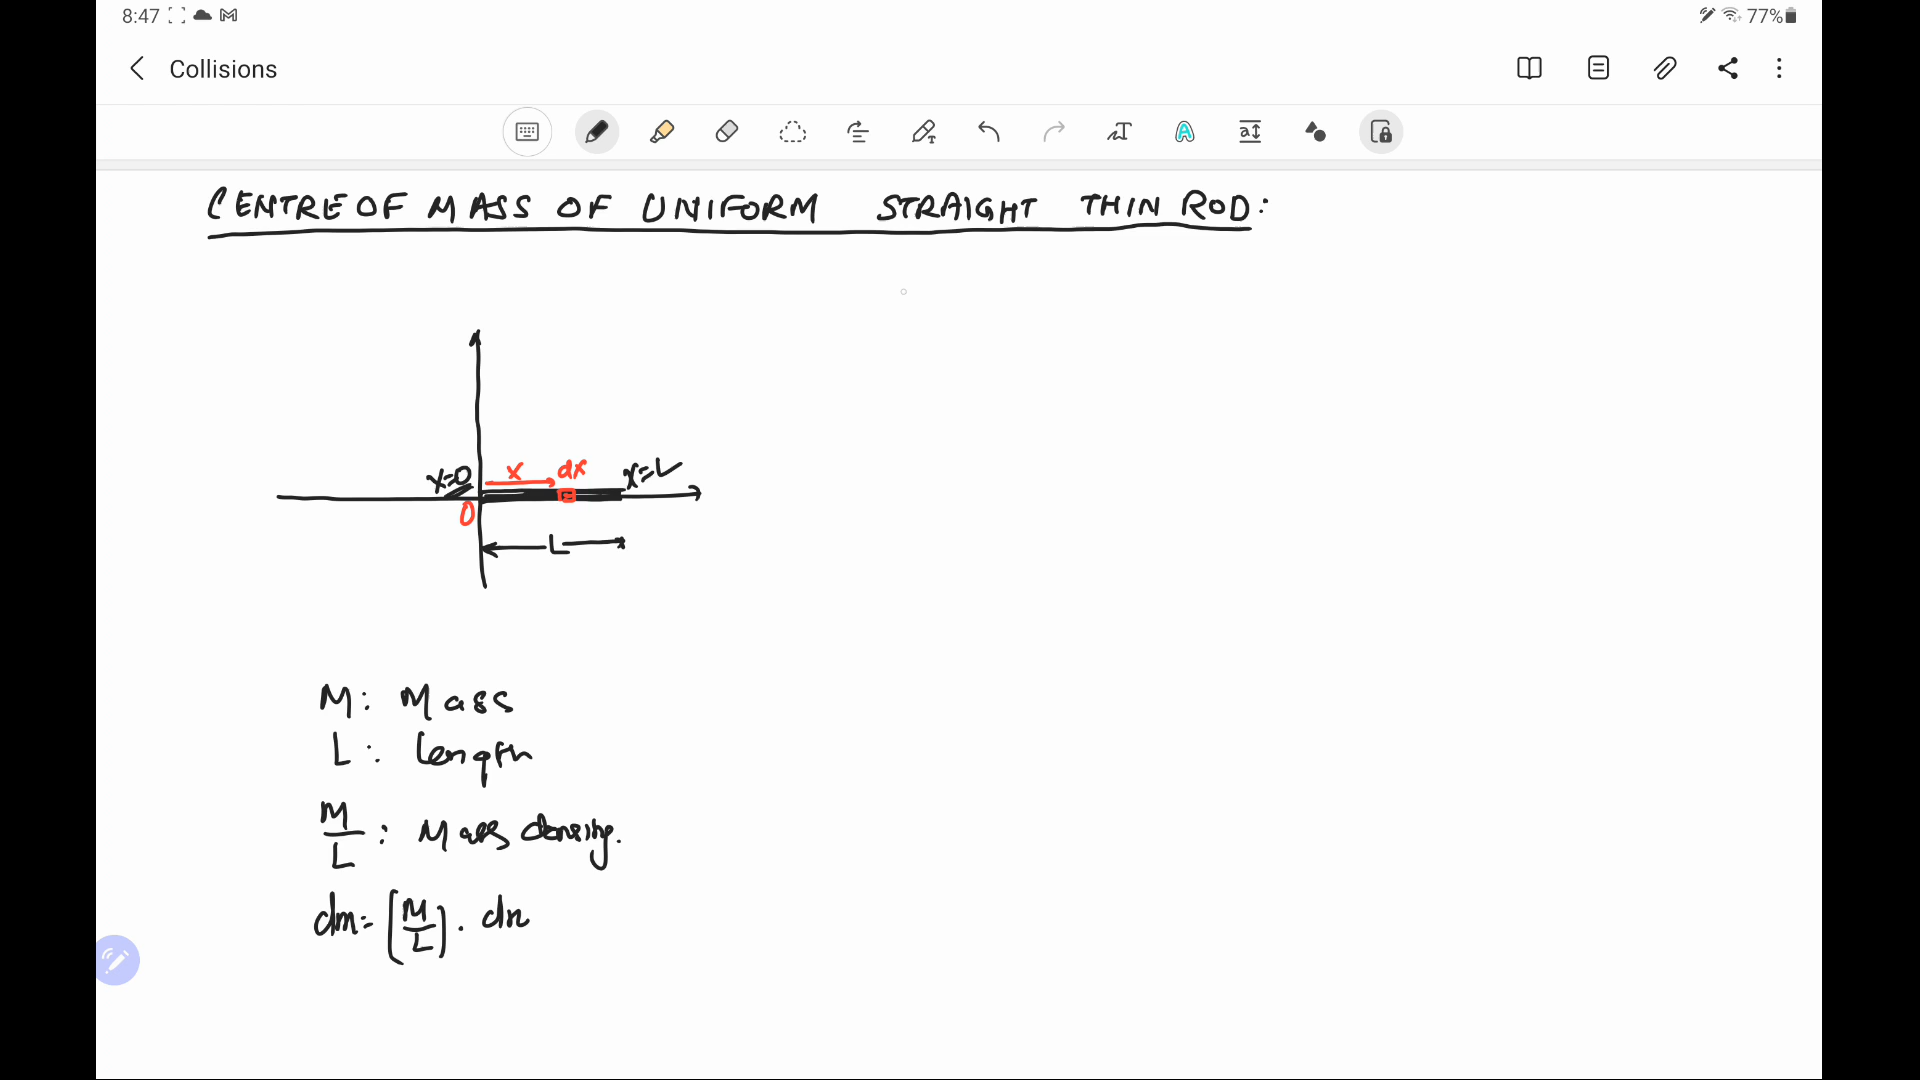 8:47
77%
Collisions
CENTRE OF MASS OF UNIFORM STRAIGHT THIN ROD:
x=0
x
dx
x=L
0
L
M: Mass
L: Length
M/L : Mass density.
dm= [M/L] . dx